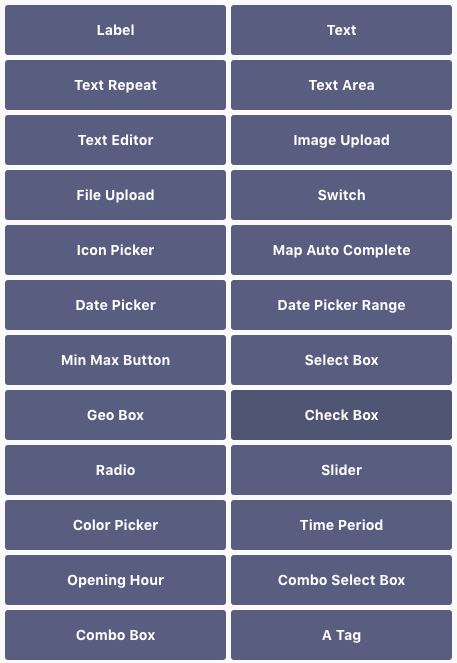 Label
Text
Text Repeat
Text Area
Text Editor
Image Upload
File Upload
Switch
Icon Picker
Map Auto Complete
Date Picker
Date Picker Range
Min Max Button
Select Box
Geo Box
Check Box
Radio
Slider
Color Picker
Time Period
Opening Hour
Combo Select Box
Combo Box
A Tag